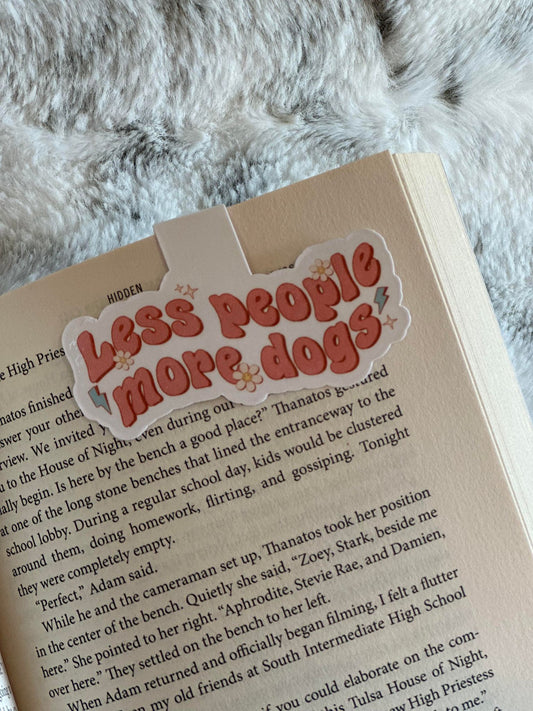 HIDDEN
Less people
more dogs
e High Priest
natos finished
swer your othe
rview. We invited
u to the House of Night even during our
ally begin. Is here by the bench a good place?" Thanatos gestured
at one of the long stone benches that lined the entranceway to the
school lobby. During a regular school day, kids would be clustered
around them, doing homework, flirting, and gossiping. Tonight
they were completely empty.
"Perfect," Adam said.
While he and the cameraman set up, Thanatos took her position
in the center of the bench. Quietly she said, "Zoey, Stark, beside me
here." She pointed to her right. "Aphrodite, Stevie Rae, and Damien,
over here." They settled on the bench to her left.
When Adam returned and officially began filming, I felt a flutter
n my old friends at South Intermediate High School
if you could elaborate on the com-
this Tulsa House of Night,
ew High Priestess
to me."